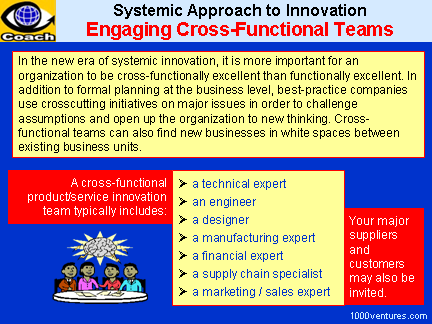 Coach
Systemic Approach to Innovation
Engaging Cross-Functional Teams
In the new era of systemic innovation, it is more important for an
organization to be cross-functionally excellent than functionally excellent. In
addition to formal planning at the business level, best-practice companies
use crosscutting initiatives on major issues in order to challenge
assumptions and open up the organization to new thinking. Cross-
functional teams can also find new businesses in white spaces between
existing business units.
A cross-functional
product/service innovation
team typically includes:
➢ a technical expert
➢ an engineer
➢ a designer
➢ a manufacturing expert
➢ a financial expert
➢ a supply chain specialist
➢ a marketing / sales expert
Your major
suppliers
and
customers
may also be
invited.
1000ventures.com